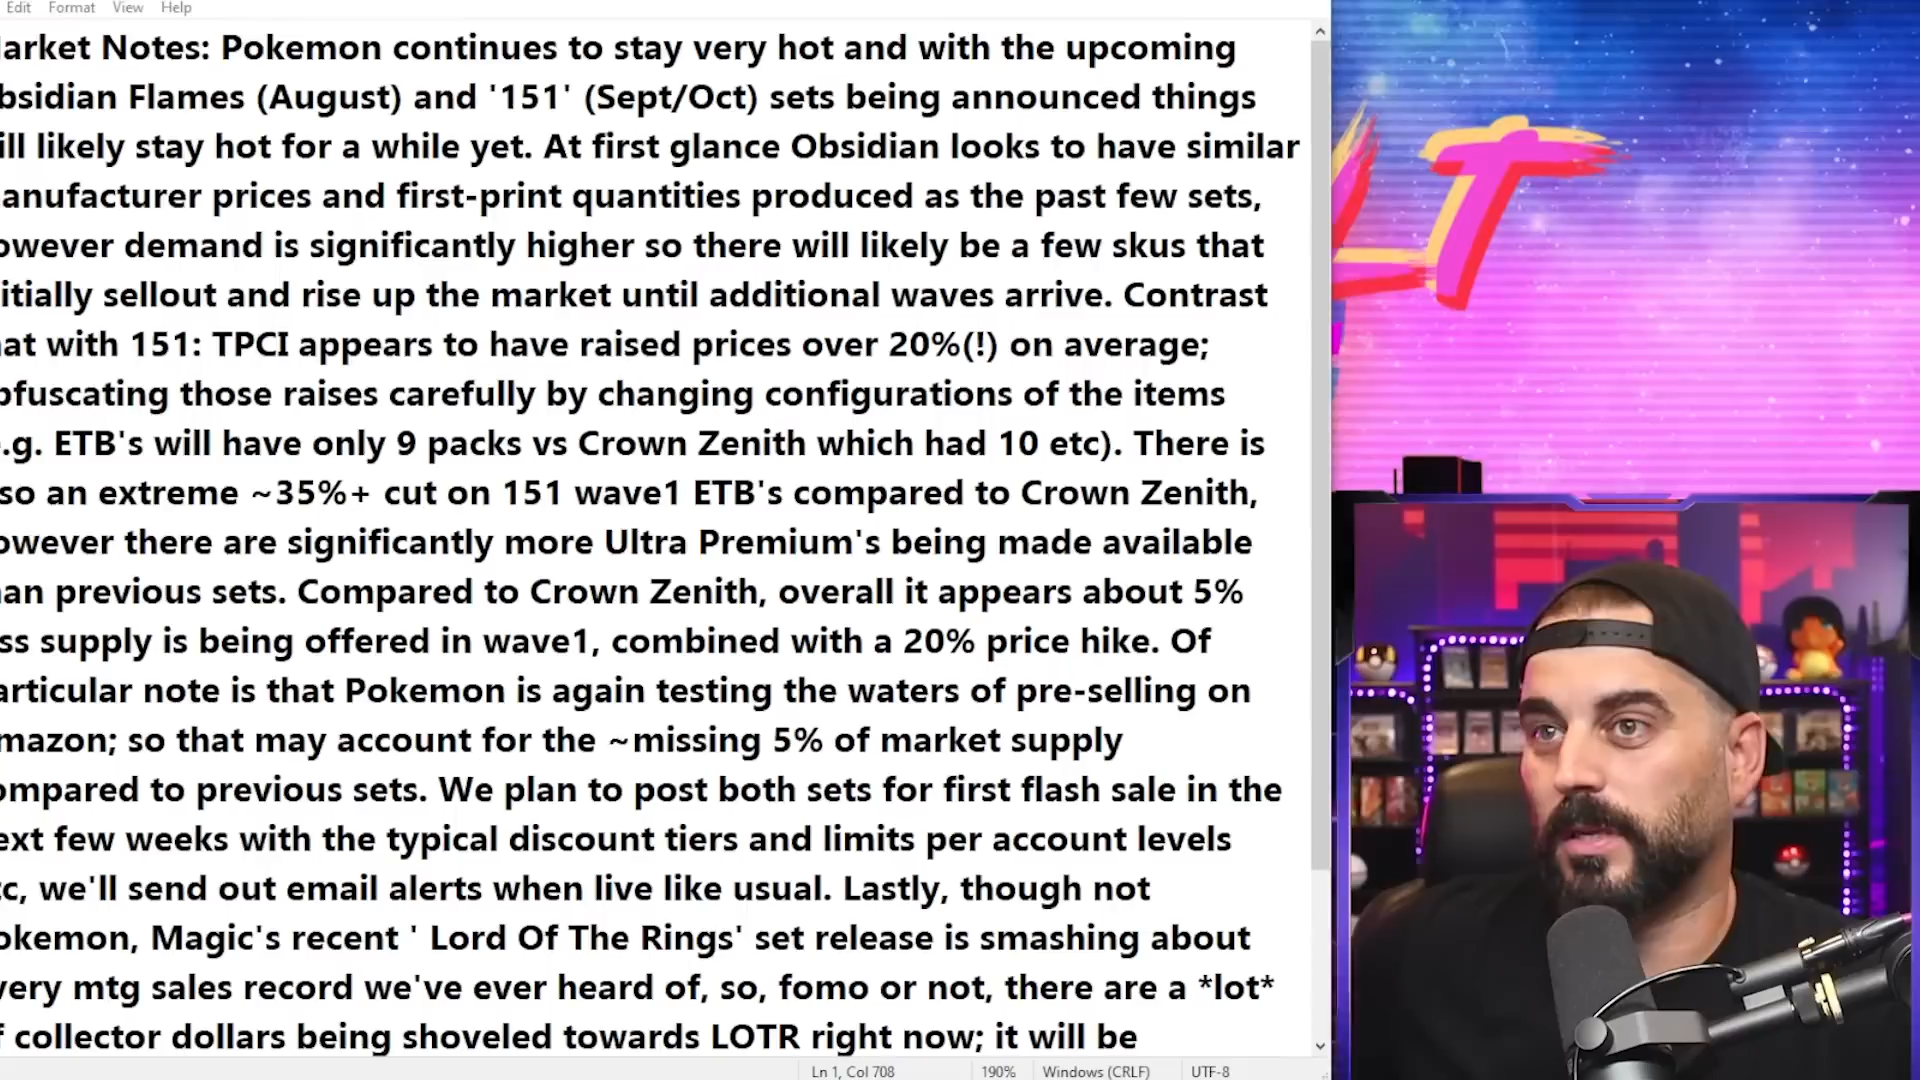 Edit Format View Help
arket Notes: Pokemon continues to stay very hot and with the upcoming
bsidian Flames (August) and '151' (Sept/Oct) sets being announced things
ill likely stay hot for a while yet. At first glance Obsidian looks to have similar
anufacturer prices and first-print quantities produced as the past few sets,
owever demand is significantly higher so there will likely be a few skus that
itially sellout and rise up the market until additional waves arrive. Contrast
at with 151: TPCI appears to have raised prices over 20%(!) on average;
bfuscating those raises carefully by changing configurations of the items
.g. ETB's will have only 9 packs vs Crown Zenith which had 10 etc). There is
so an extreme ~35%+ cut on 151 wave1 ETB's compared to Crown Zenith,
owever there are significantly more Ultra Premium's being made available
an previous sets. Compared to Crown Zenith, overall it appears about 5%
ss supply is being offered in wave1, combined with a 20% price hike. Of
articular note is that Pokemon is again testing the waters of pre-selling on
mazon; so that may account for the ~missing 5% of market supply
ompared to previous sets. We plan to post both sets for first flash sale in the
ext few weeks with the typical discount tiers and limits per account levels
c, we'll send out email alerts when live like usual. Lastly, though not
okemon, Magic's recent ' Lord Of The Rings' set release is smashing about
very mtg sales record we've ever heard of, so, fomo or not, there are a *lot*
f collector dollars being shoveled towards LOTR right now; it will be
Ln 1, Col 708 190% Windows (CRLF) UTF-8